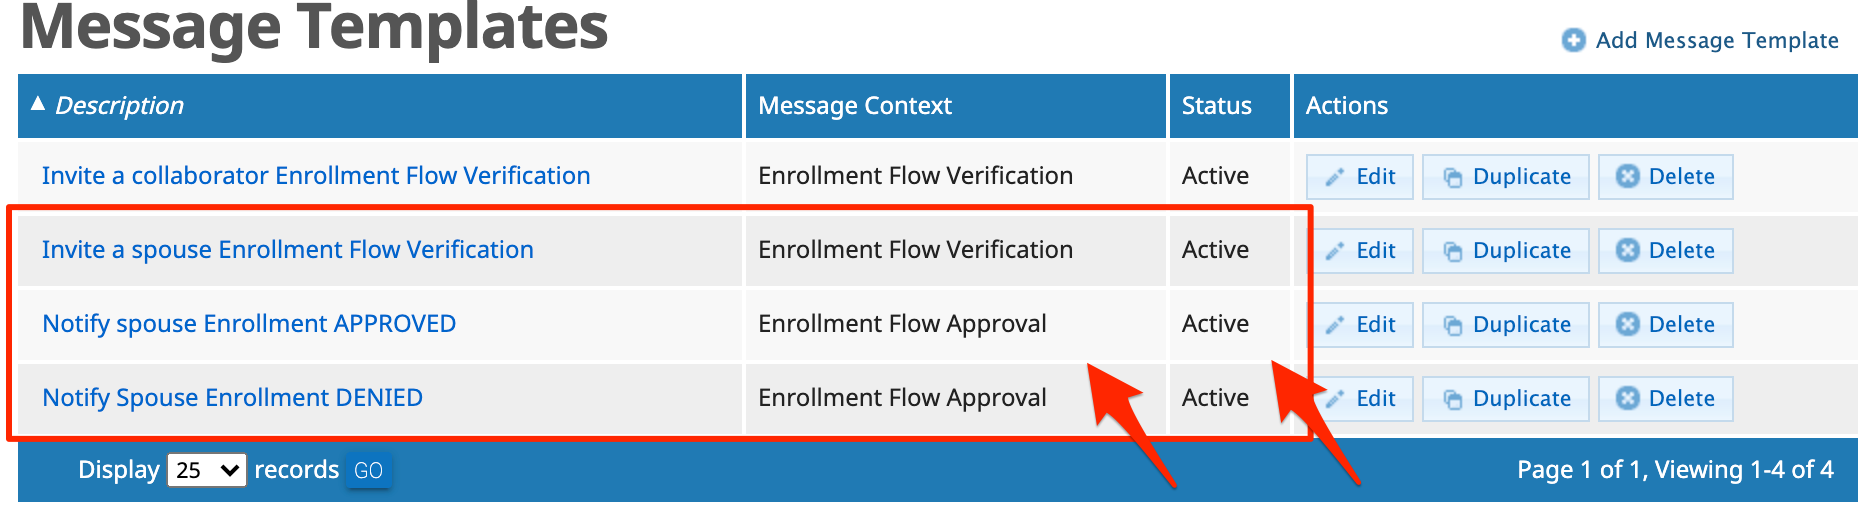 Message Templates
Add Message Template
▲ Description Message Context Status Actions
Invite a collaborator Enrollment Flow Verification Enrollment Flow Verification Active Edit Duplicate Delete
Invite a spouse Enrollment Flow Verification Enrollment Flow Verification Active Edit Duplicate Delete
Notify spouse Enrollment APPROVED Enrollment Flow Approval Active Edit Duplicate Delete
Notify Spouse Enrollment DENIED Enrollment Flow Approval Active Edit Duplicate Delete
Display 25 records GO Page 1 of 1, Viewing 1-4 of 4